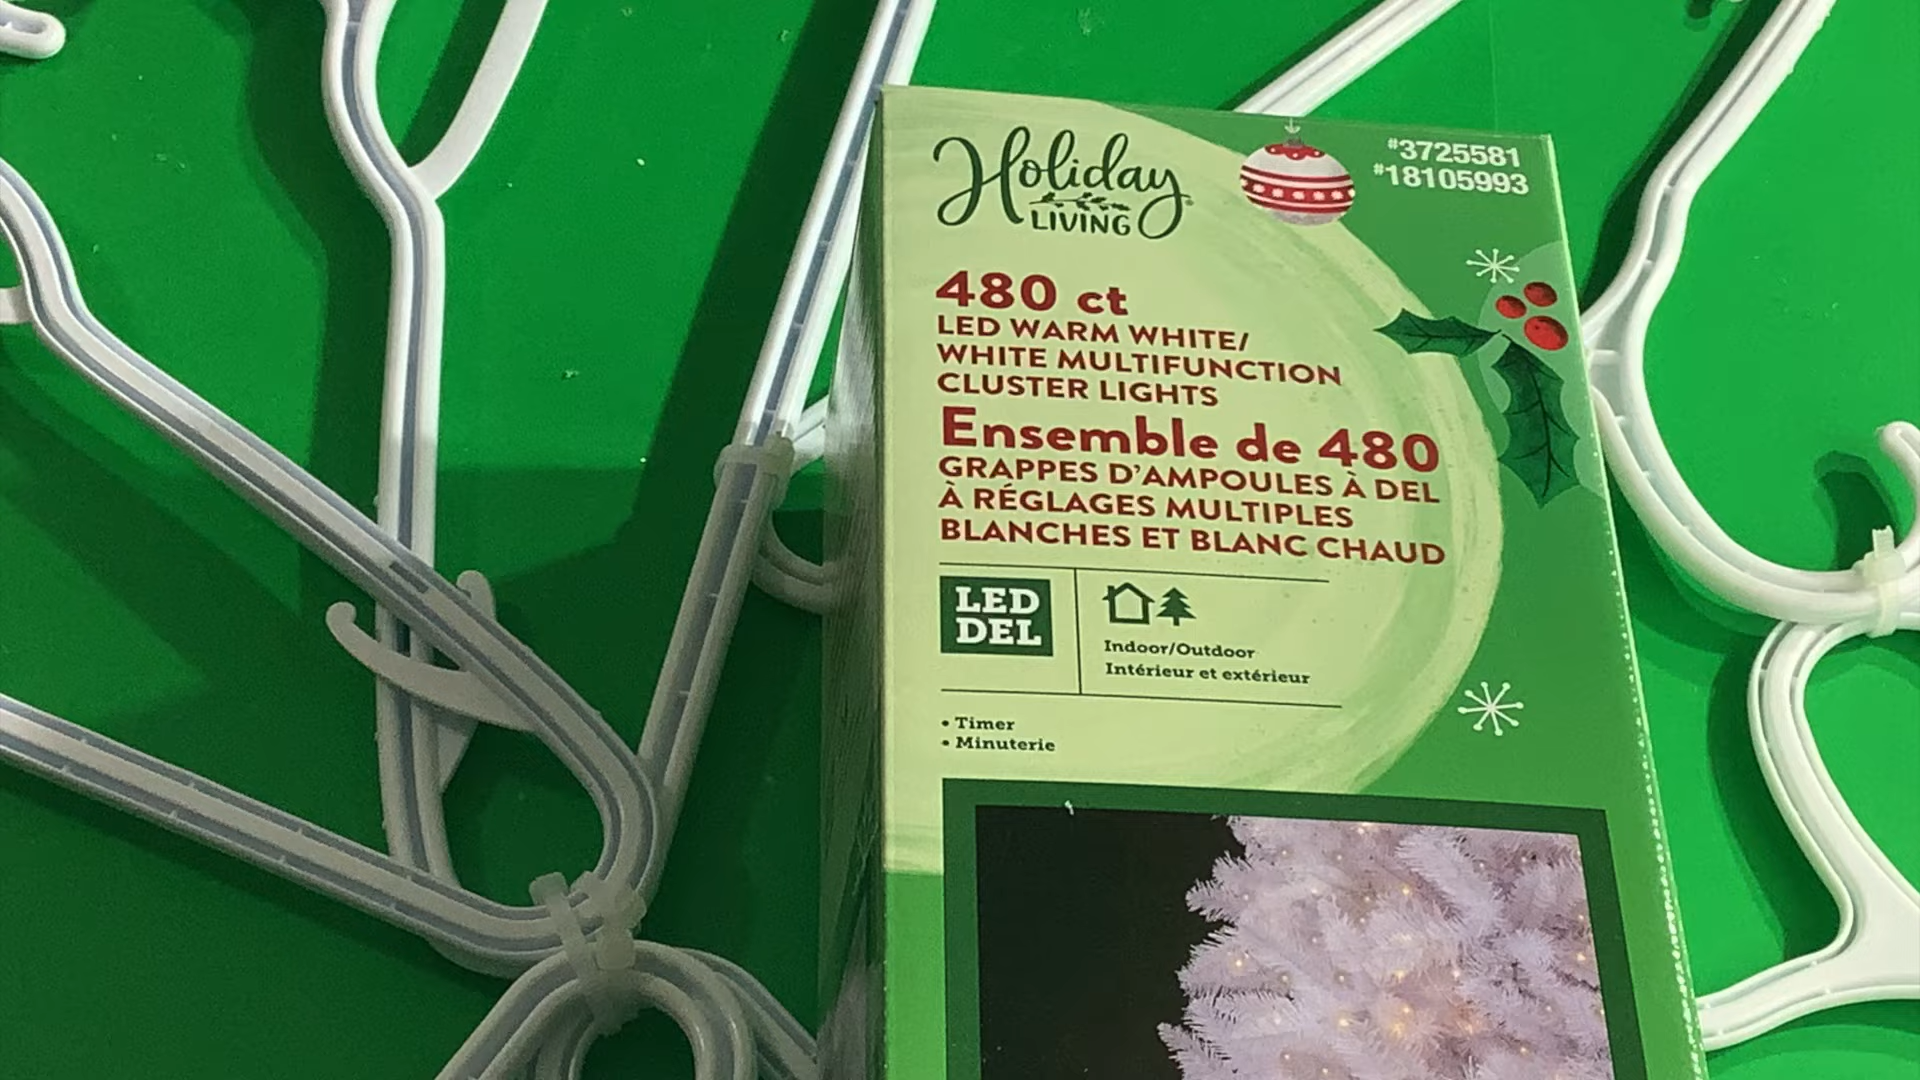 Holiday
LIVING
#3725581
#18105993
480 ct
LED WARM WHITE/
WHITE MULTIFUNCTION
CLUSTER LIGHTS
Ensemble de 480
GRAPPES D'AMPOULES À DEL
À RÉGLAGES MULTIPLES
BLANCHES ET BLANC CHAUD
LED
DEL
Indoor/Outdoor
Intérieur et extérieur
• Timer
• Minuterie